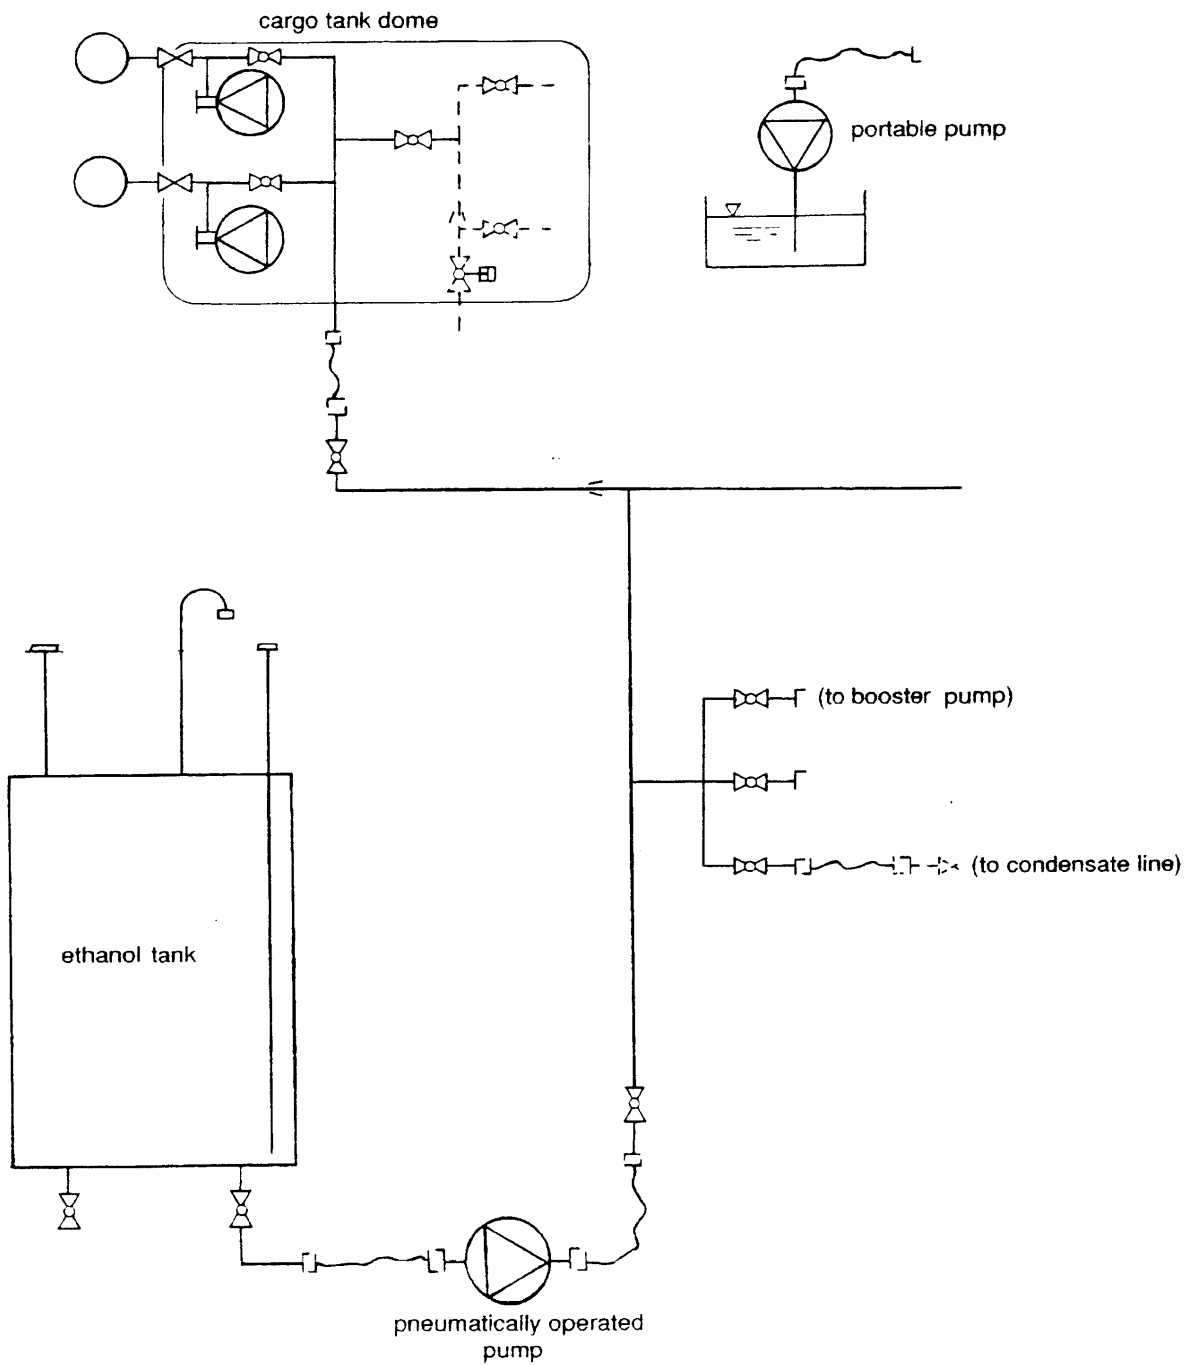 cargo tank dome
portable pump
(to booster pump)
(to condensate line)
ethanol tank
pneumatically operated
pump